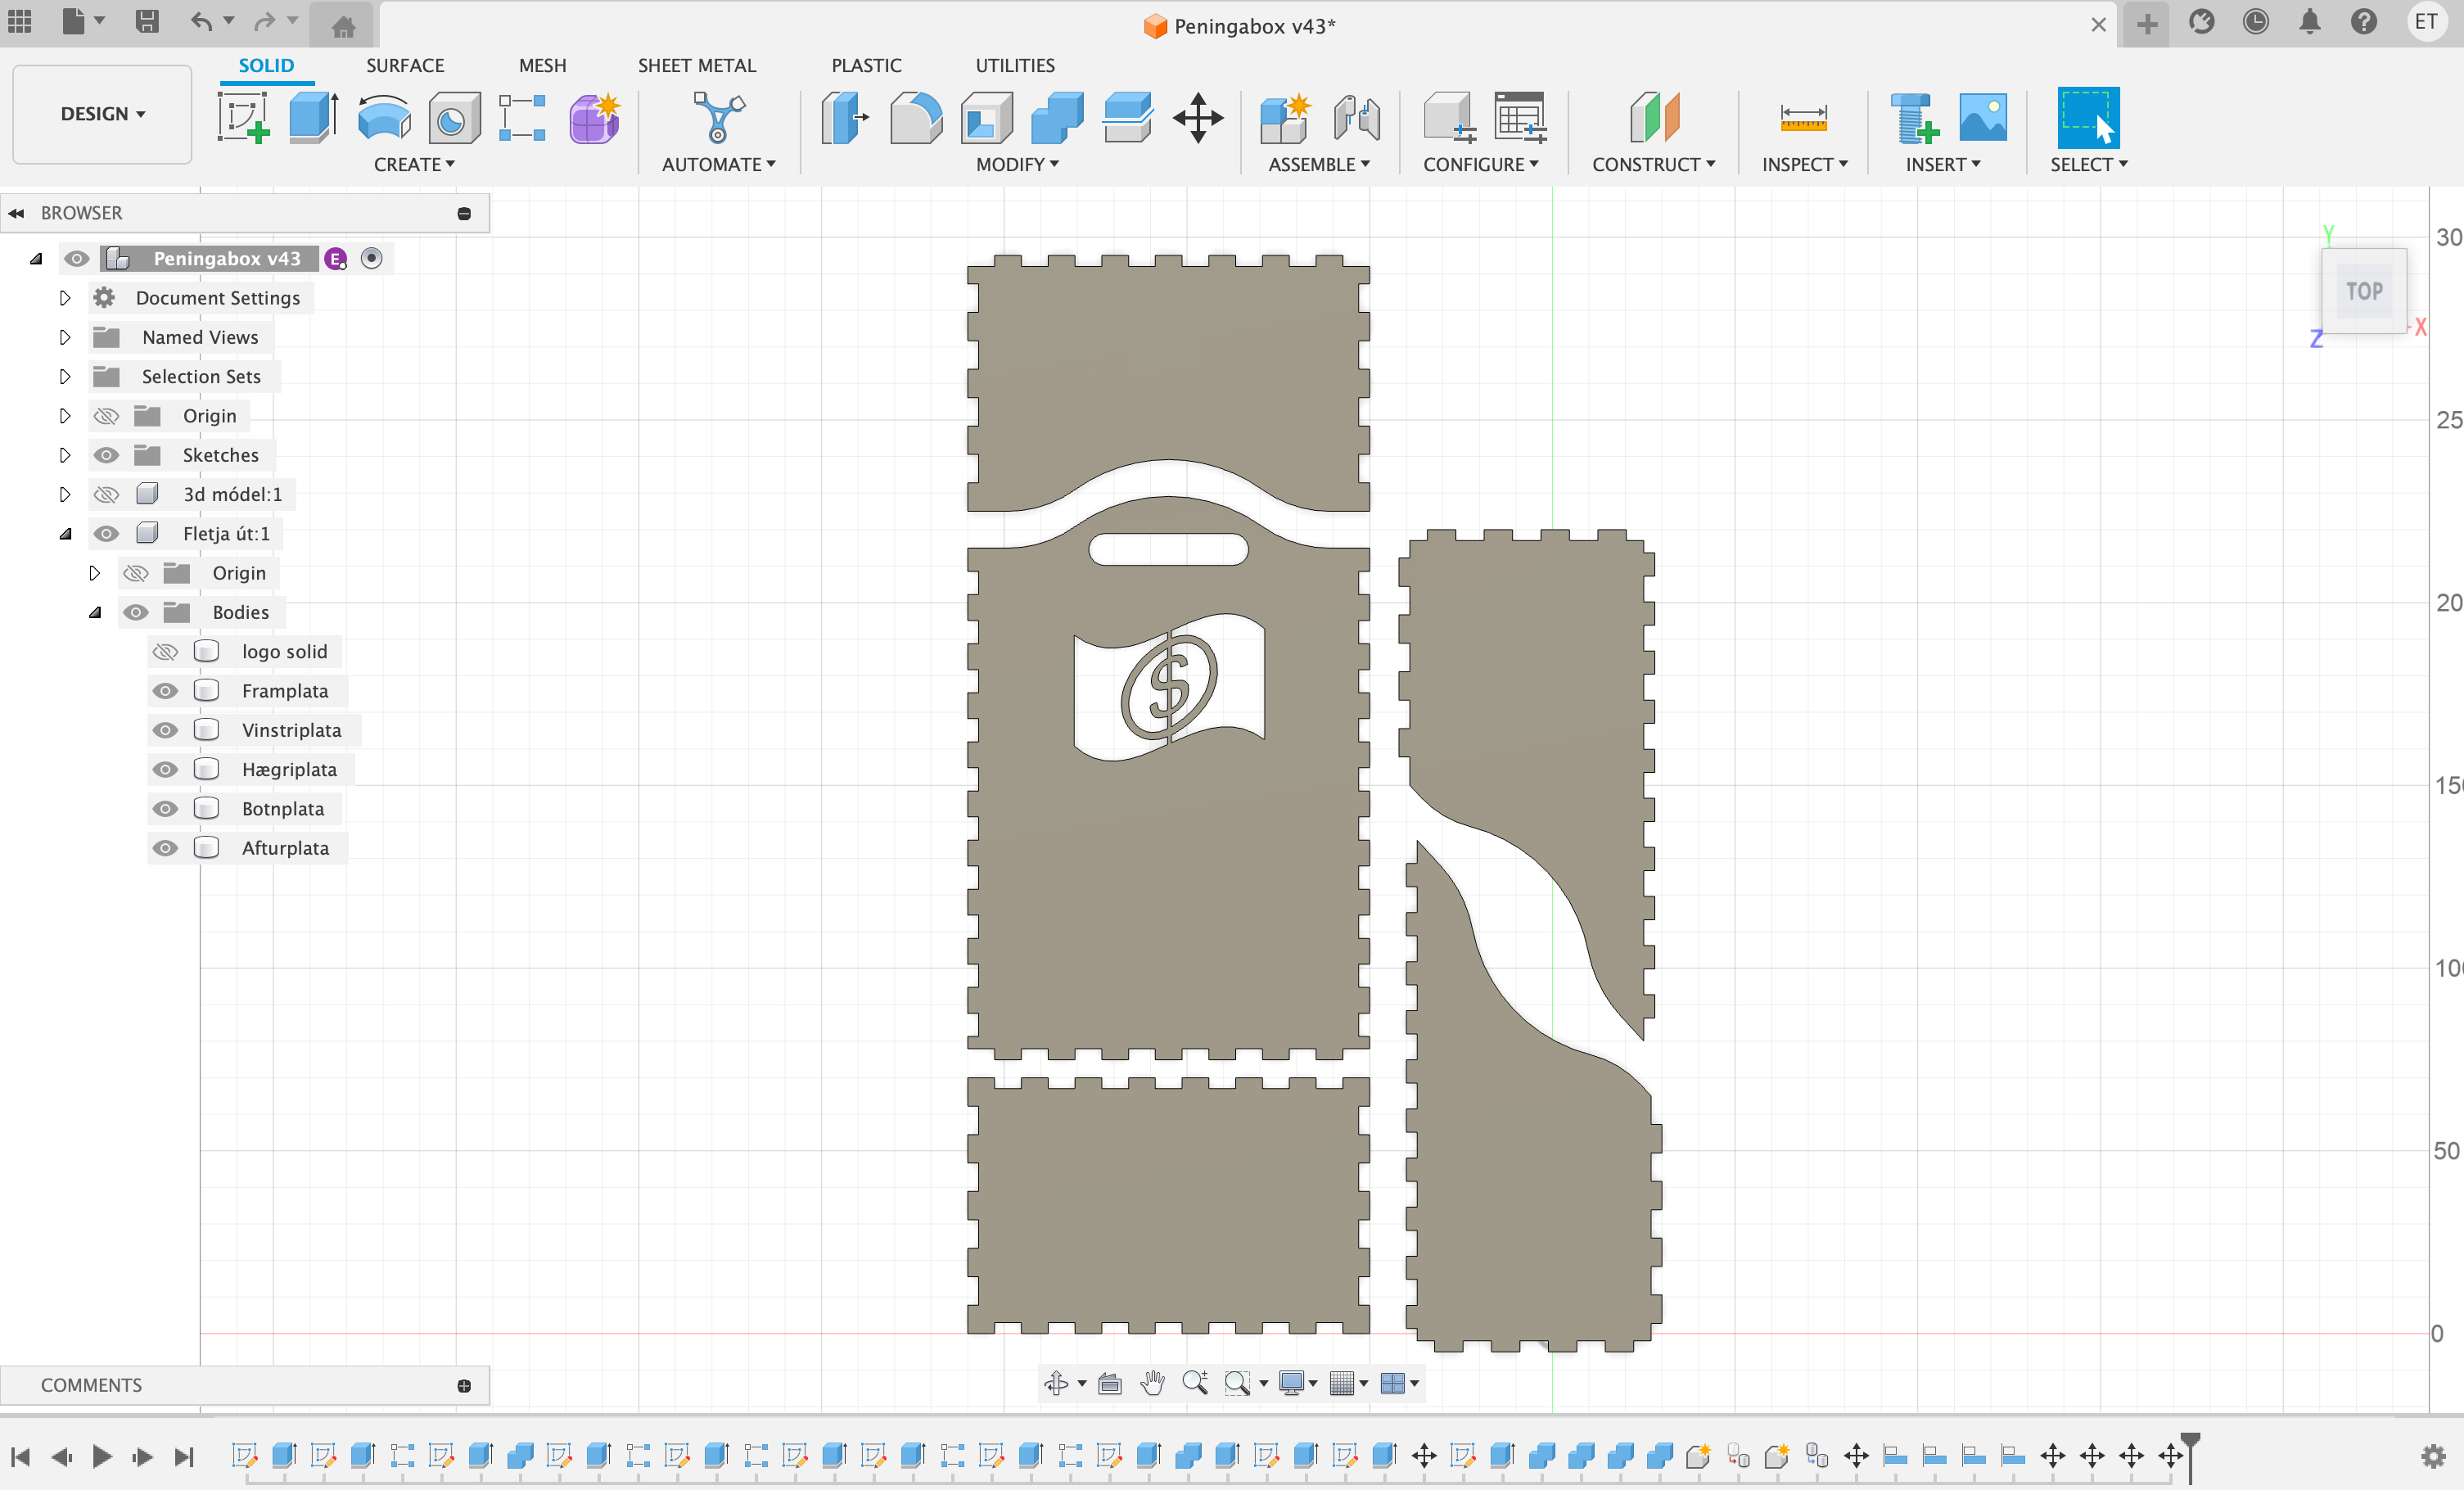 Peningabox v43*
ET
SOLID SURFACE MESH SHEET METAL PLASTIC UTILITIES
DESIGN
CREATE AUTOMATE MODIFY ASSEMBLE CONFIGURE CONSTRUCT INSPECT INSERT SELECT
BROWSER
Peningabox v43 E
Document Settings
Named Views
Selection Sets
Origin
Sketches
3d módel:1
Fletja út:1
Origin
Bodies
logo solid
Framplata
Vinstriplata
Hægriplata
Botnplata
Afturplata
Y
TOP
X
Z
$
30
25
20
15
10
50
0
COMMENTS